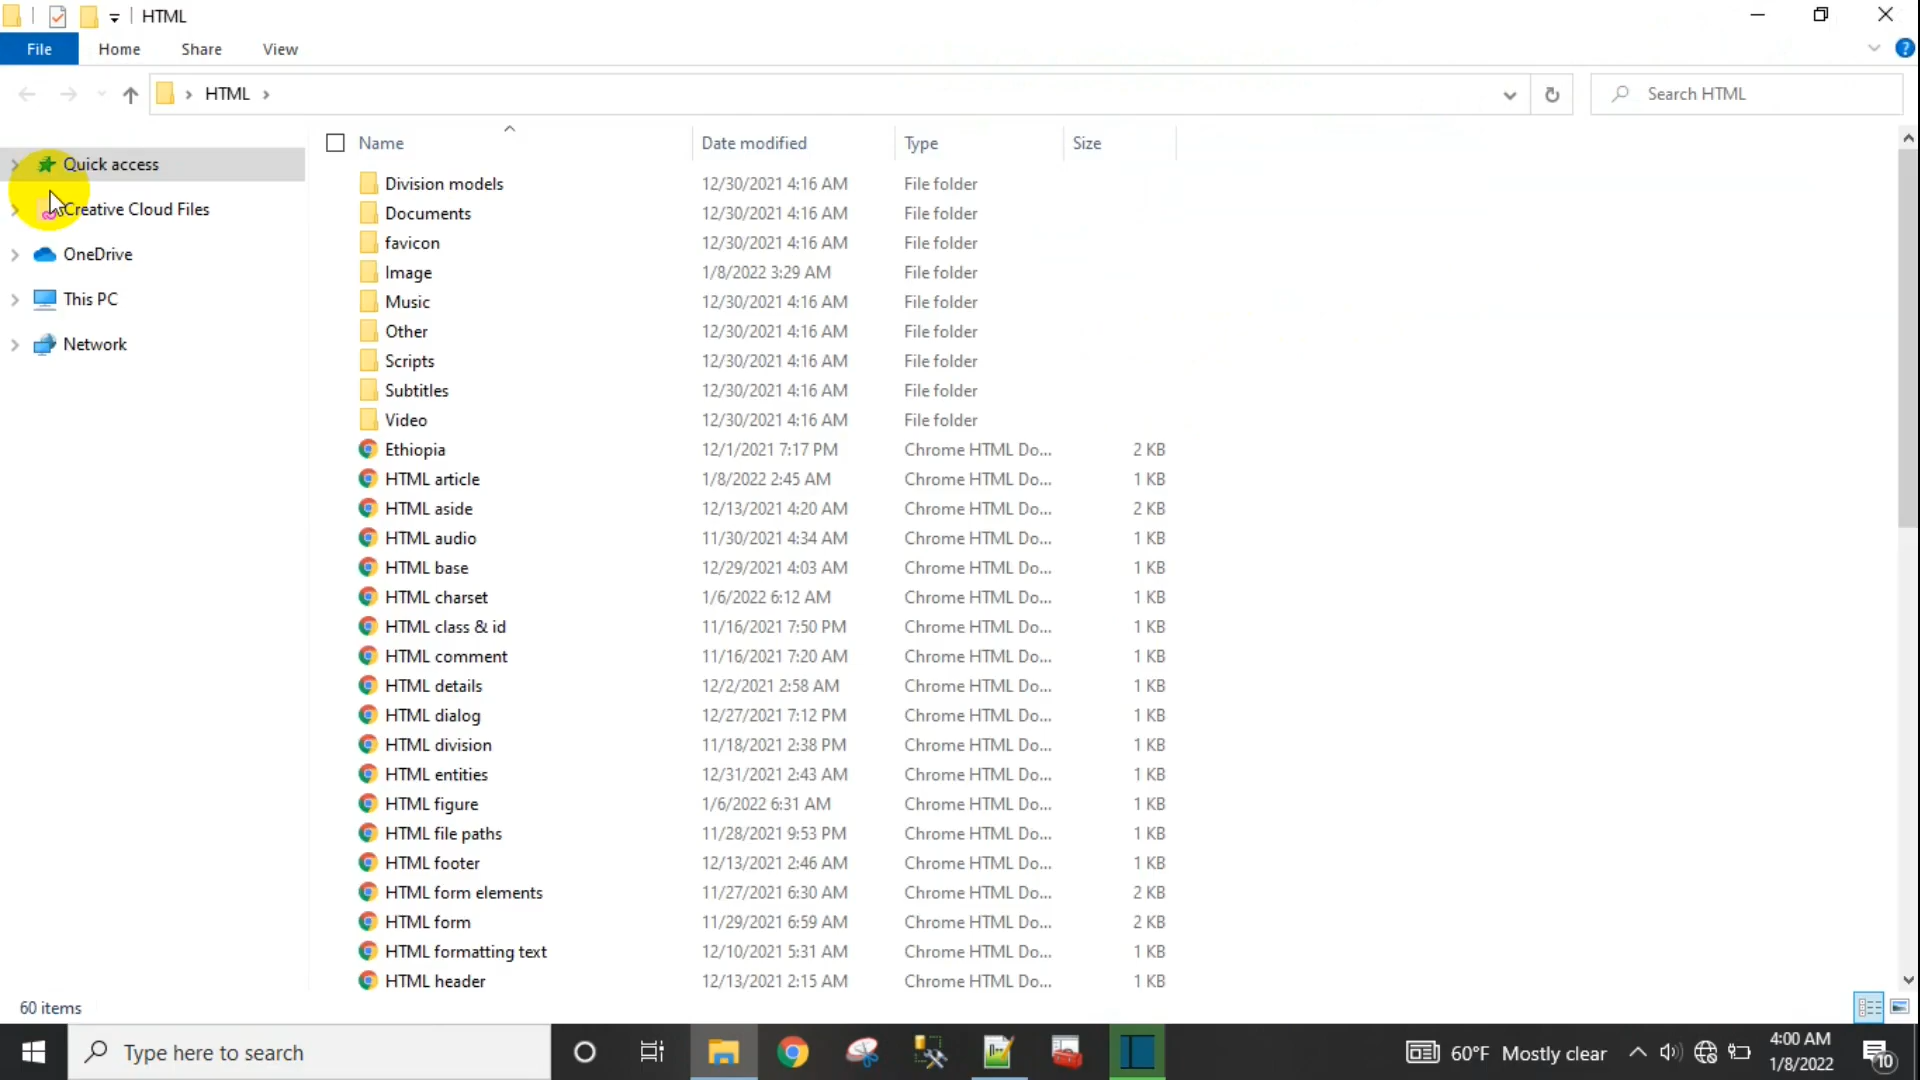 HTML
File Home Share View
HTML
Search HTML
Quick access
Creative Cloud Files
OneDrive
This PC
Network
Name Date modified Type Size
Division models 12/30/2021 4:16 AM File folder
Documents 12/30/2021 4:16 AM File folder
favicon 12/30/2021 4:16 AM File folder
Image 1/8/2022 3:29 AM File folder
Music 12/30/2021 4:16 AM File folder
Other 12/30/2021 4:16 AM File folder
Scripts 12/30/2021 4:16 AM File folder
Subtitles 12/30/2021 4:16 AM File folder
Video 12/30/2021 4:16 AM File folder
Ethiopia 12/1/2021 7:17 PM Chrome HTML Do... 2 KB
HTML article 1/8/2022 2:45 AM Chrome HTML Do... 1 KB
HTML aside 12/13/2021 4:20 AM Chrome HTML Do... 2 KB
HTML audio 11/30/2021 4:34 AM Chrome HTML Do... 1 KB
HTML base 12/29/2021 4:03 AM Chrome HTML Do... 1 KB
HTML charset 1/6/2022 6:12 AM Chrome HTML Do... 1 KB
HTML class & id 11/16/2021 7:50 PM Chrome HTML Do... 1 KB
HTML comment 11/16/2021 7:20 AM Chrome HTML Do... 1 KB
HTML details 12/2/2021 2:58 AM Chrome HTML Do... 1 KB
HTML dialog 12/27/2021 7:12 PM Chrome HTML Do... 1 KB
HTML division 11/18/2021 2:38 PM Chrome HTML Do... 1 KB
HTML entities 12/31/2021 2:43 AM Chrome HTML Do... 1 KB
HTML figure 1/6/2022 6:31 AM Chrome HTML Do... 1 KB
HTML file paths 11/28/2021 9:53 PM Chrome HTML Do... 1 KB
HTML footer 12/13/2021 2:46 AM Chrome HTML Do... 1 KB
HTML form elements 11/27/2021 6:30 AM Chrome HTML Do... 2 KB
HTML form 11/29/2021 6:59 AM Chrome HTML Do... 2 KB
HTML formatting text 12/10/2021 5:31 AM Chrome HTML Do... 1 KB
HTML header 12/13/2021 2:15 AM Chrome HTML Do... 1 KB
60 items
Type here to search
60°F Mostly clear
4:00 AM
1/8/2022
10